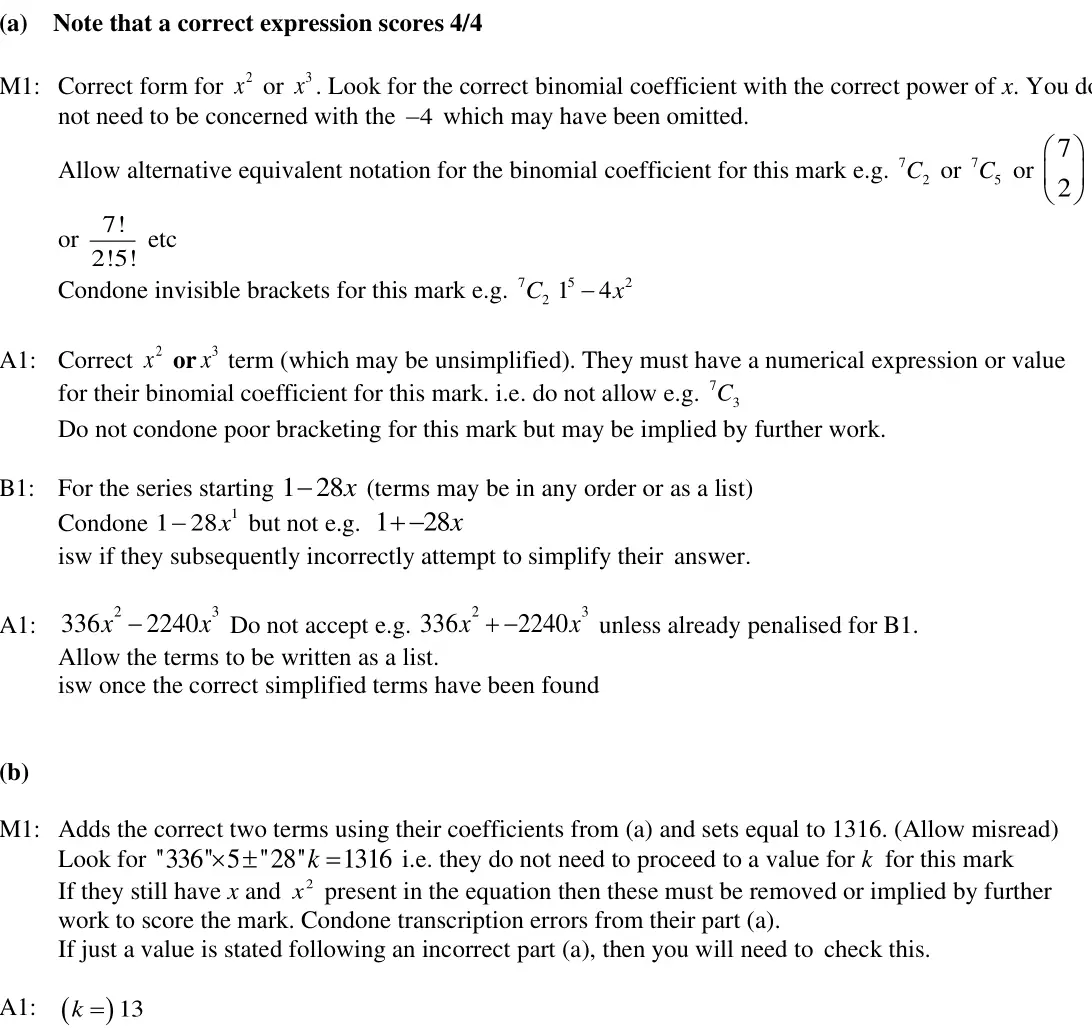 (a) Note that a correct expression scores 4/4
M1: Correct form for x² or x³. Look for the correct binomial coefficient with the correct power of x. You do
not need to be concerned with the −4 which may have been omitted.
Allow alternative equivalent notation for the binomial coefficient for this mark e.g. ⁷C₂ or ⁷C₅ or (7 2)
or 7!/2!5! etc
Condone invisible brackets for this mark e.g. ⁷C₂ 1⁵ − 4x²
A1: Correct x² or x³ term (which may be unsimplified). They must have a numerical expression or value
for their binomial coefficient for this mark. i.e. do not allow e.g. ⁷C₃
Do not condone poor bracketing for this mark but may be implied by further work.
B1: For the series starting 1−28x (terms may be in any order or as a list)
Condone 1−28x¹ but not e.g. 1+−28x
isw if they subsequently incorrectly attempt to simplify their answer.
A1: 336x² − 2240x³ Do not accept e.g. 336x² + −2240x³ unless already penalised for B1.
Allow the terms to be written as a list.
isw once the correct simplified terms have been found
(b)
M1: Adds the correct two terms using their coefficients from (a) and sets equal to 1316. (Allow misread)
Look for "336"×5±"28"k =1316 i.e. they do not need to proceed to a value for k for this mark
If they still have x and x² present in the equation then these must be removed or implied by further
work to score the mark. Condone transcription errors from their part (a).
If just a value is stated following an incorrect part (a), then you will need to check this.
A1: (k =) 13